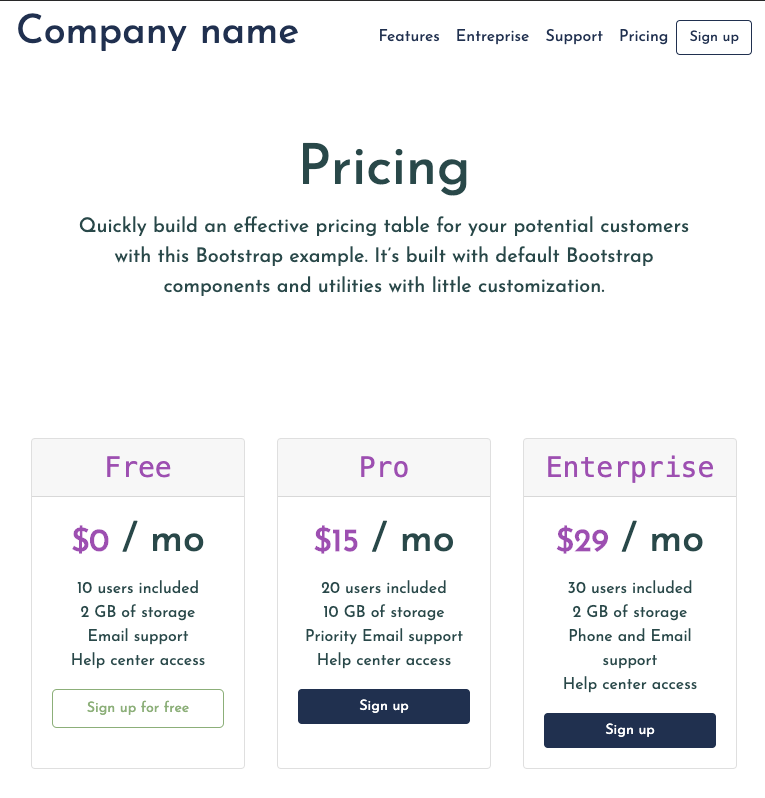 Company name
Features Entreprise Support Pricing Sign up
Pricing
Quickly build an effective pricing table for your potential customers
with this Bootstrap example. It’s built with default Bootstrap
components and utilities with little customization.
Free
$0 / mo
10 users included
2 GB of storage
Email support
Help center access
Sign up for free
Pro
$15 / mo
20 users included
10 GB of storage
Priority Email support
Help center access
Sign up
Enterprise
$29 / mo
30 users included
2 GB of storage
Phone and Email
support
Help center access
Sign up